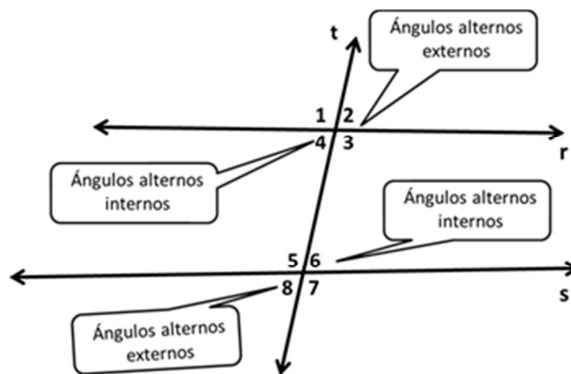 t
Ángulos alternos
externos
1 2
4 3
r
Ángulos alternos
internos
Ángulos alternos
internos
5 6
8 7
s
Ángulos alternos
externos